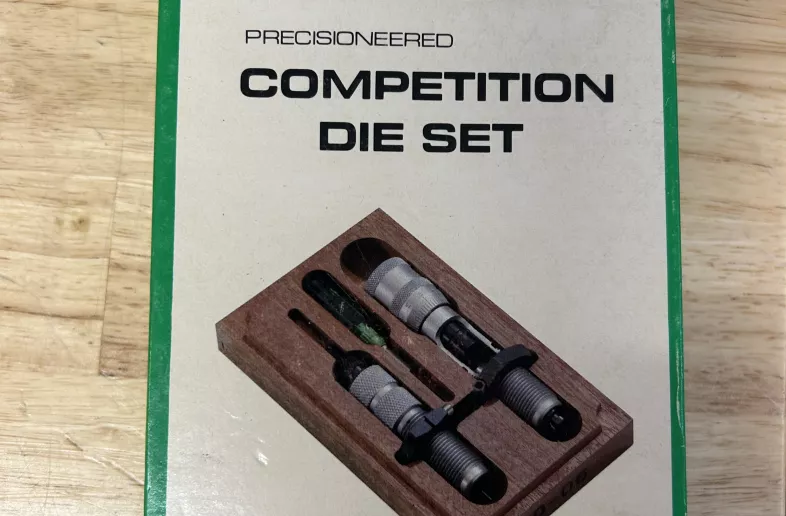 PRECISIONEERED
COMPETITION
DIE SET